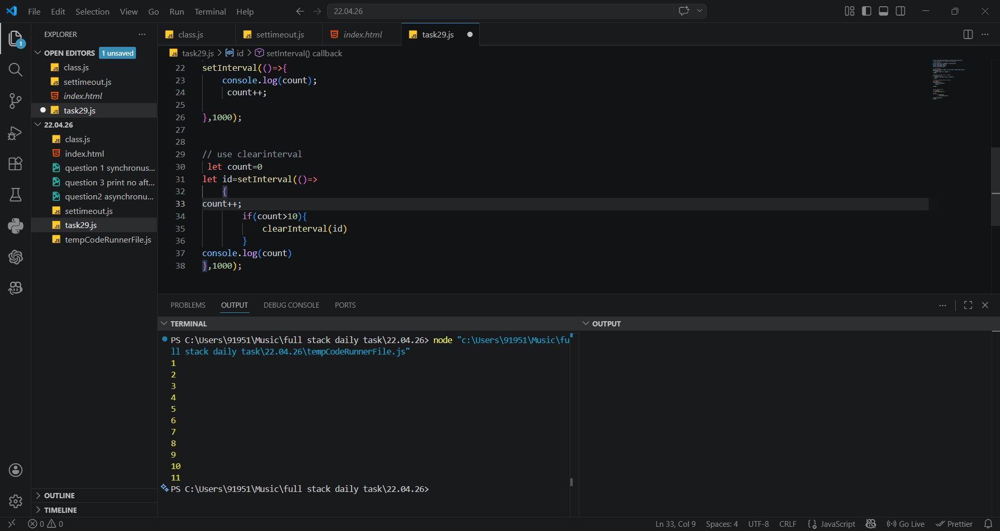 File Edit Selection View Go Run Terminal Help
22.04.26
EXPLORER
OPEN EDITORS 1 unsaved
class.js
settimeout.js
index.html
task29.js
22.04.26
class.js
index.html
question 1 synchronus...
question 3 print no aft...
question2 asynchronu...
settimeout.js
task29.js
tempCodeRunnerFile.js
OUTLINE
TIMELINE
1
class.js settimeout.js index.html task29.js
task29.js > id > setInterval() callback
22 setInterval(()=>{
23 console.log(count);
24 count++;
25
26 },1000);
27
28
29 // use clearinterval
30 let count=0
31 let id=setInterval(()=>
32 {
33 count++;
34 if(count>10){
35 clearInterval(id)
36 }
37 console.log(count)
38 },1000);
PROBLEMS OUTPUT DEBUG CONSOLE PORTS
TERMINAL
PS C:\Users\91951\Music\full stack daily task\22.04.26> node "c:\Users\91951\Music\fu
ll stack daily task\22.04.26\tempCodeRunnerFile.js"
1
2
3
4
5
6
7
8
9
10
11
PS C:\Users\91951\Music\full stack daily task\22.04.26>
OUTPUT
0 0
Ln 33, Col 9 Spaces: 4 UTF-8 CRLF {} JavaScript Go Live Prettier